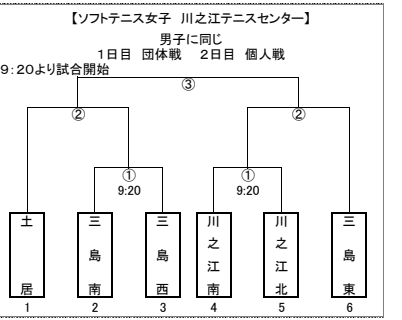 【ソフトテニス女子 川之江テニスセンター】
男子に同じ
1日目 団体戦 2日目 個人戦
9:20より試合開始
③
② ②
① ①
9:20 9:20
土居 三島南 三島西 川之江南 川之江北 三島東
1 2 3 4 5 6